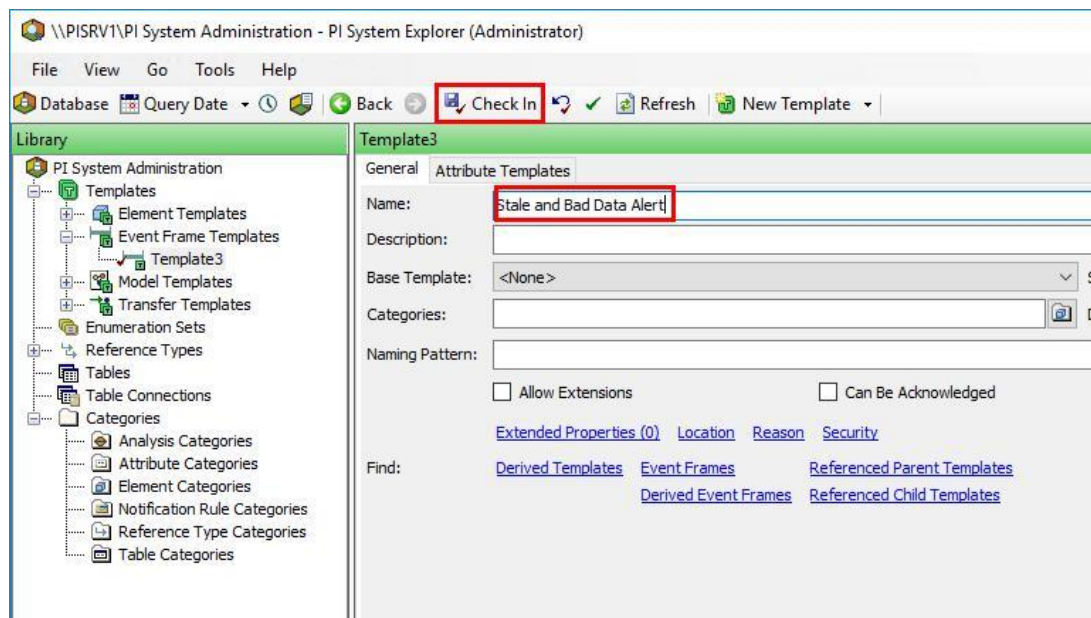 \\PISRV1\PI System Administration - PI System Explorer (Administrator)
File View Go Tools Help
Database Query Date Back Check In Refresh New Template
Library
PI System Administration
Templates
Element Templates
Event Frame Templates
Template3
Model Templates
Transfer Templates
Enumeration Sets
Reference Types
Tables
Table Connections
Categories
Analysis Categories
Attribute Categories
Element Categories
Notification Rule Categories
Reference Type Categories
Table Categories
Template3
General Attribute Templates
Name: Stale and Bad Data Alert
Description:
Base Template: <None>
Categories:
Naming Pattern:
Allow Extensions Can Be Acknowledged
Extended Properties (0) Location Reason Security
Find: Derived Templates Event Frames Referenced Parent Templates
Derived Event Frames Referenced Child Templates